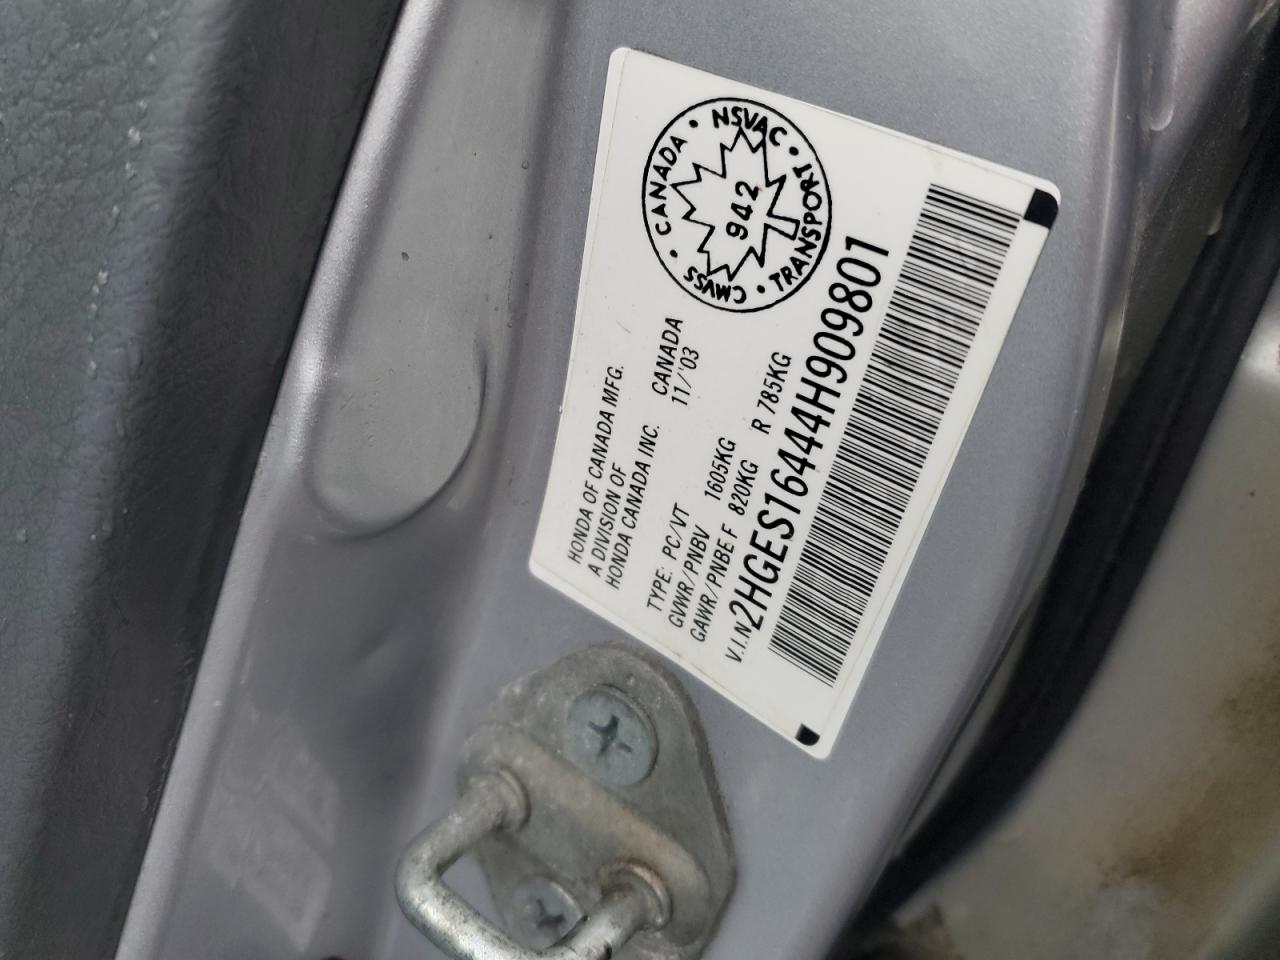 HONDA OF CANADA MFG.
A DIVISION OF
HONDA CANADA INC. CANADA
11/'03
TYPE: PC/VT
GVWR/PNBV 1605KG
GAWR/PNBE F 820KG R 785KG
V.I.N. 2HGES16444H909801
CANADA • NSVAC • TRANSPORT • CMVSS •
942